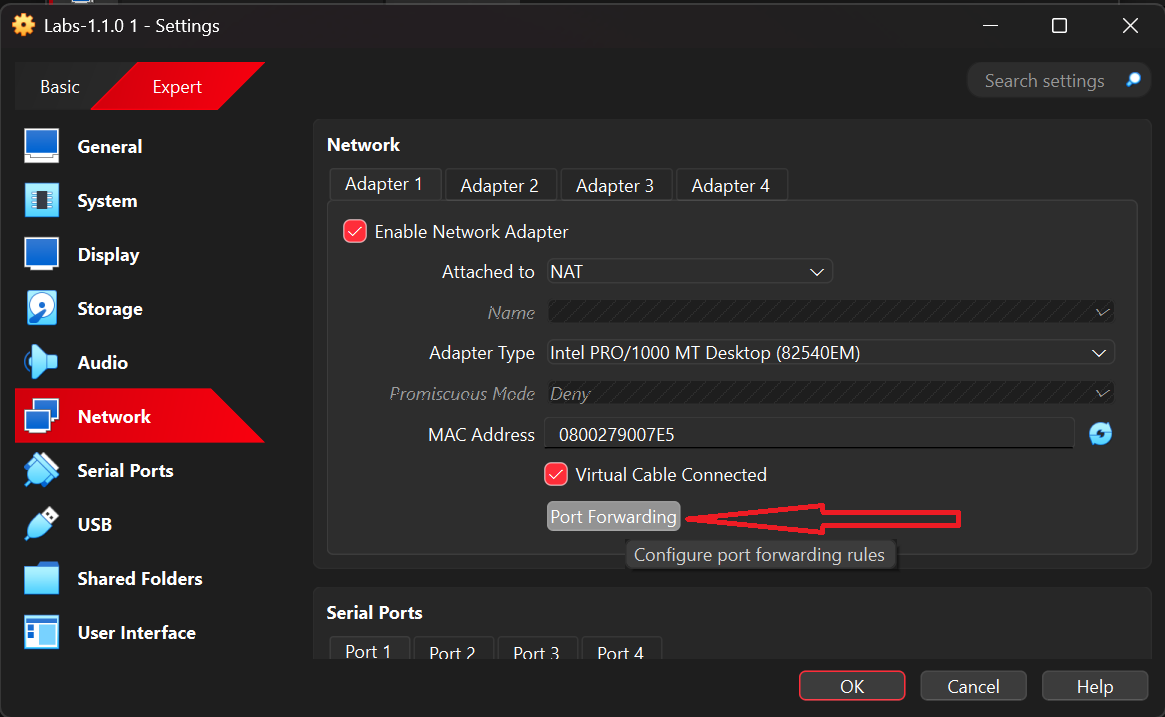 Labs-1.1.0 1 - Settings
Basic
Expert
Search settings
General
System
Display
Storage
Audio
Network
Serial Ports
USB
Shared Folders
User Interface
Network
Adapter 1 Adapter 2 Adapter 3 Adapter 4
Enable Network Adapter
Attached to NAT
Name
Adapter Type Intel PRO/1000 MT Desktop (82540EM)
Promiscuous Mode Deny
MAC Address 0800279007E5
Virtual Cable Connected
Port Forwarding
Configure port forwarding rules
Serial Ports
Port 1 Port 2 Port 3 Port 4
OK Cancel Help